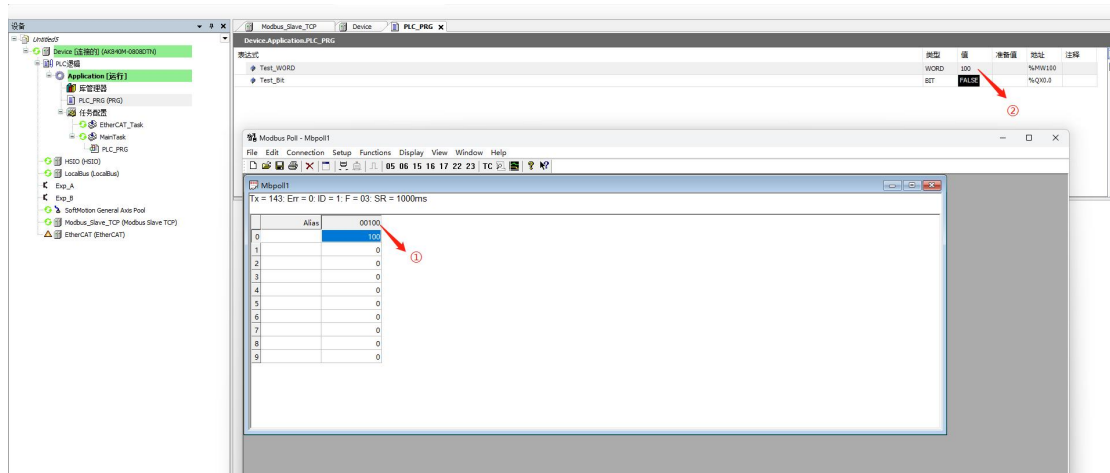 设备
Modbus_Slave_TCP
Device
PLC_PRG
Untitled5
Device [连接的] (AK840M-0808DTN)
PLC逻辑
Application [运行]
库管理器
PLC_PRG (PRG)
任务配置
EtherCAT_Task
MainTask
PLC_PRG
HSIO (HSIO)
LocalBus (LocalBus)
Exp_A
Exp_B
SoftMotion General Axis Pool
Modbus_Slave_TCP (Modbus Slave TCP)
EtherCAT (EtherCAT)
Device.Application.PLC_PRG
表达式 类型 值 准备值 地址 注释
Test_WORD WORD 100 %MW100
Test_Bit BIT FALSE %QX0.0
②
Modbus Poll - Mbpoll1
File Edit Connection Setup Functions Display View Window Help
05 06 15 16 17 22 23 TC
Mbpoll1
Tx = 143: Err = 0: ID = 1: F = 03: SR = 1000ms
Alias 00100
0 100
1 0
2 0
3 0
4 0
5 0
6 0
7 0
8 0
9 0
①